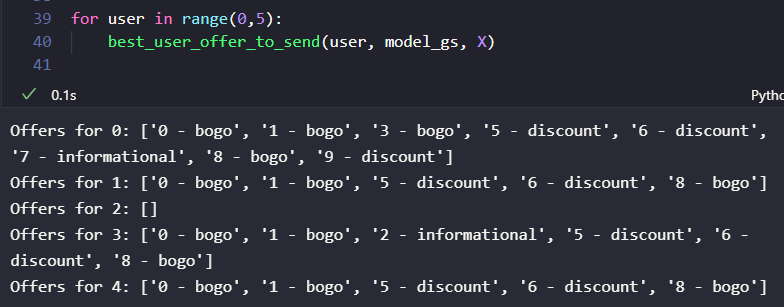 39 for user in range(0,5):
40     best_user_offer_to_send(user, model_gs, X)
41
✓ 0.1s Pytho
Offers for 0: ['0 - bogo', '1 - bogo', '3 - bogo', '5 - discount', '6 - discount',
'7 - informational', '8 - bogo', '9 - discount']
Offers for 1: ['0 - bogo', '1 - bogo', '5 - discount', '6 - discount', '8 - bogo']
Offers for 2: []
Offers for 3: ['0 - bogo', '1 - bogo', '2 - informational', '5 - discount', '6 -
discount', '8 - bogo']
Offers for 4: ['0 - bogo', '1 - bogo', '5 - discount', '6 - discount', '8 - bogo']